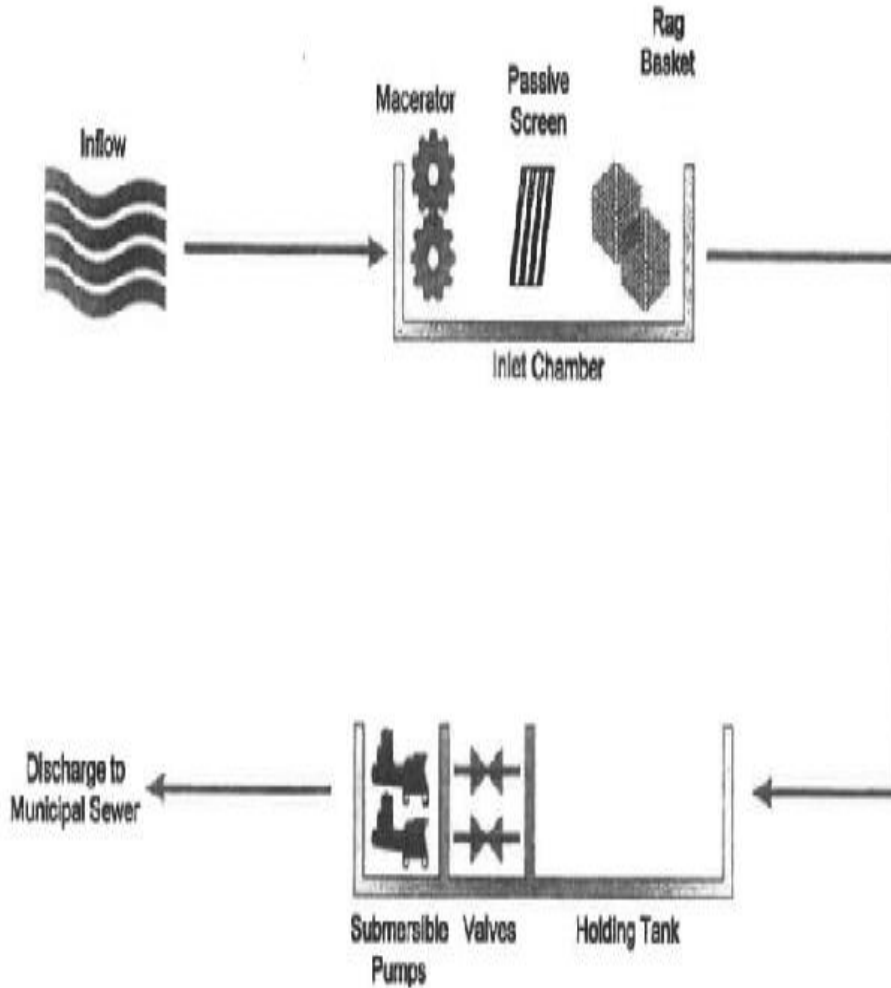 Inflow
Macerator
Passive
Screen
Rag
Basket
Inlet Chamber
Discharge to
Municipal Sewer
Submersible
Pumps
Valves
Holding Tank